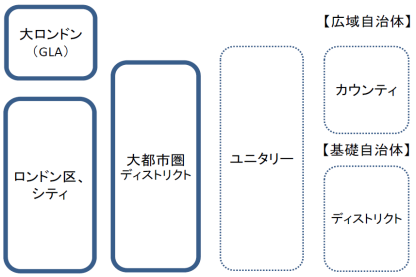 大ロンドン
（GLA）
ロンドン区、
シティ
大都市圏
ディストリクト
ユニタリー
【広域自治体】
カウンティ
【基礎自治体】
ディストリクト